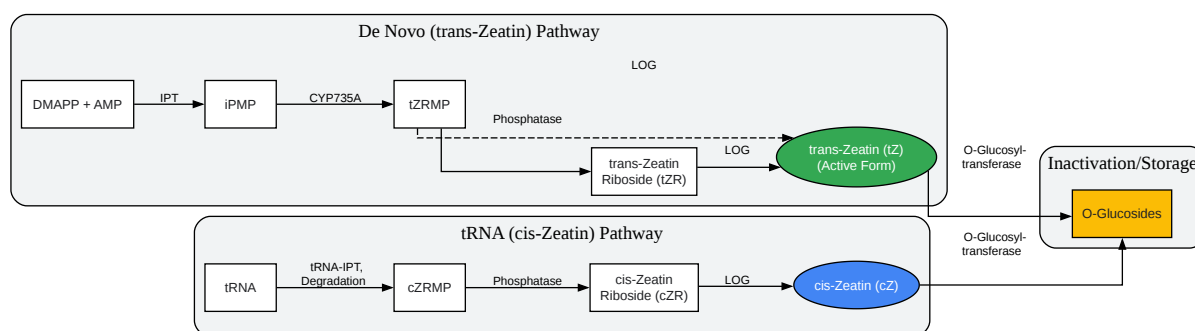 De Novo (trans-Zeatin) Pathway
LOG
DMAPP + AMP
IPT
iPMP
CYP735A
tZRMP
Phosphatase
trans-Zeatin
Riboside (tZR)
LOG
trans-Zeatin (tZ)
(Active Form)
O-Glucosyl-
transferase
Inactivation/Storage
O-Glucosides
tRNA (cis-Zeatin) Pathway
O-Glucosyl-
transferase
tRNA
tRNA-IPT,
Degradation
cZRMP
Phosphatase
cis-Zeatin
Riboside (cZR)
LOG
cis-Zeatin (cZ)